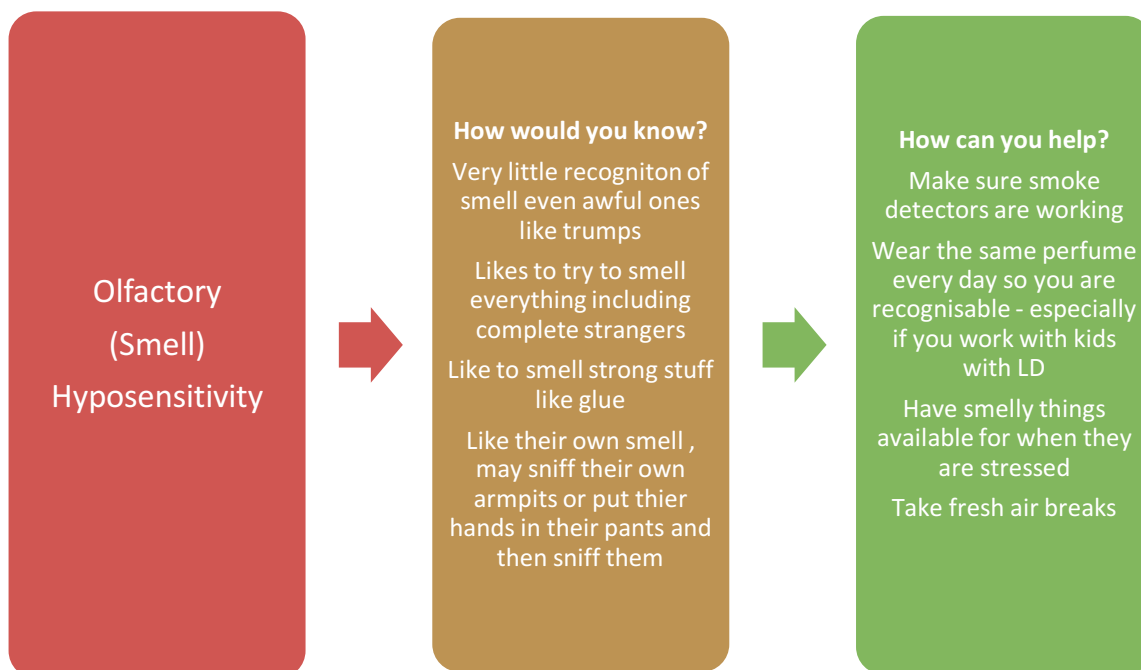 Olfactory
(Smell)
Hyposensitivity
How would you know?
Very little recogniton of
smell even awful ones
like trumps
Likes to try to smell
everything including
complete strangers
Like to smell strong stuff
like glue
Like their own smell , 
may sniff their own
armpits or put thier
hands in their pants and
then sniff them
How can you help?
Make sure smoke
detectors are working
Wear the same perfume
every day so you are
recognisable - especially
if you work with kids
with LD
Have smelly things
available for when they
are stressed
Take fresh air breaks